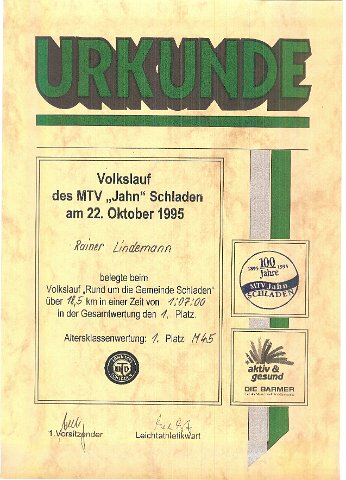 URKUNDE
Volkslauf
des MTV „Jahn" Schladen
am 22. Oktober 1995
Rainer Lindemann
belegte beim
Volkslauf „Rund um die Gemeinde Schladen"
über 18,5 km in einer Zeit von 1:07:00
in der Gesamtwertung den 1. Platz.
Altersklassenwertung: 1. Platz M45
1895 100 1995
Jahre
MTV Jahn
SCHLADEN
aktiv &
gesund
DIE BARMER
1.Vorsitzender Leichtathletikwart